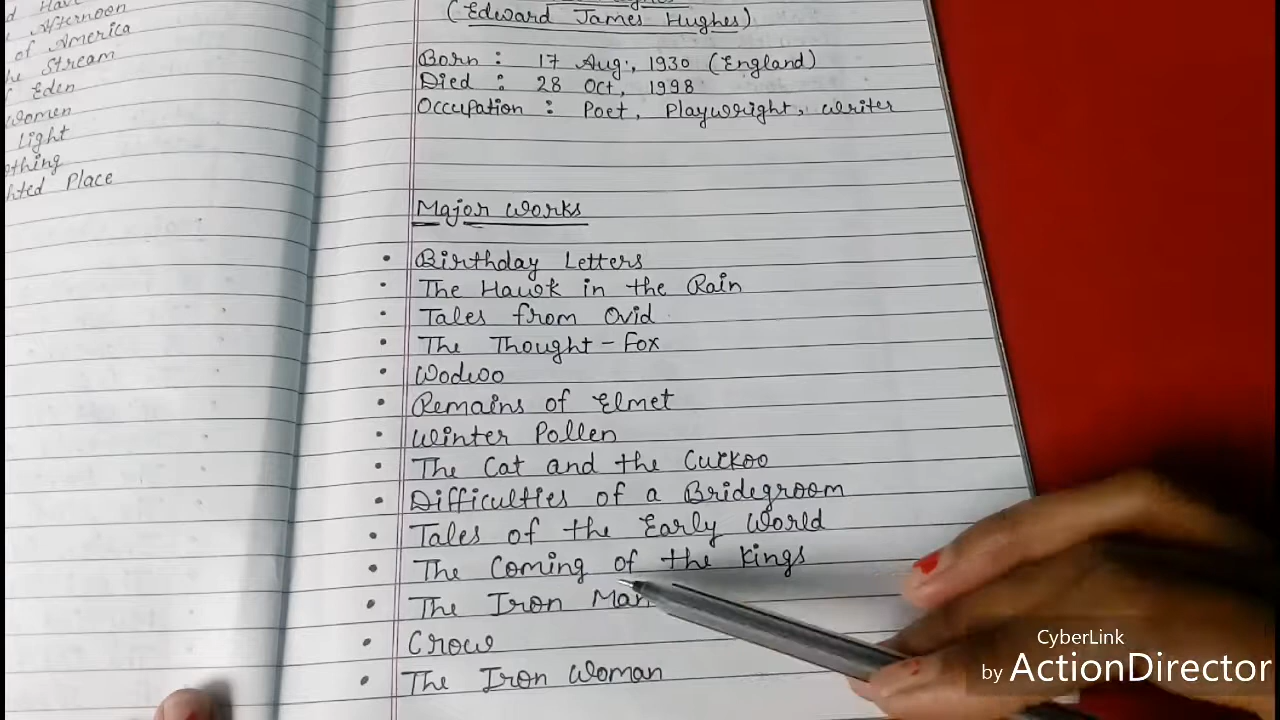 Afternoon
of America
Stream
Eden
women
Light
Place
(Edward James Hughes)
Born : 17 Aug., 1930 (England)
Died : 28 Oct, 1998
Occupation : Poet, Playwright, writer
Major works
• Birthday Letters
• The Hawk in the Rain
• Tales from Ovid
• The Thought-Fox
• Wodwo
• Remains of Elmet
• Winter Pollen
• The Cat and the Cuckoo
• Difficulties of a Bridegroom
• Tales of the Early World
• The Coming of the Kings
• The Iron Man
• Crow
• The Iron Woman
CyberLink
by ActionDirector